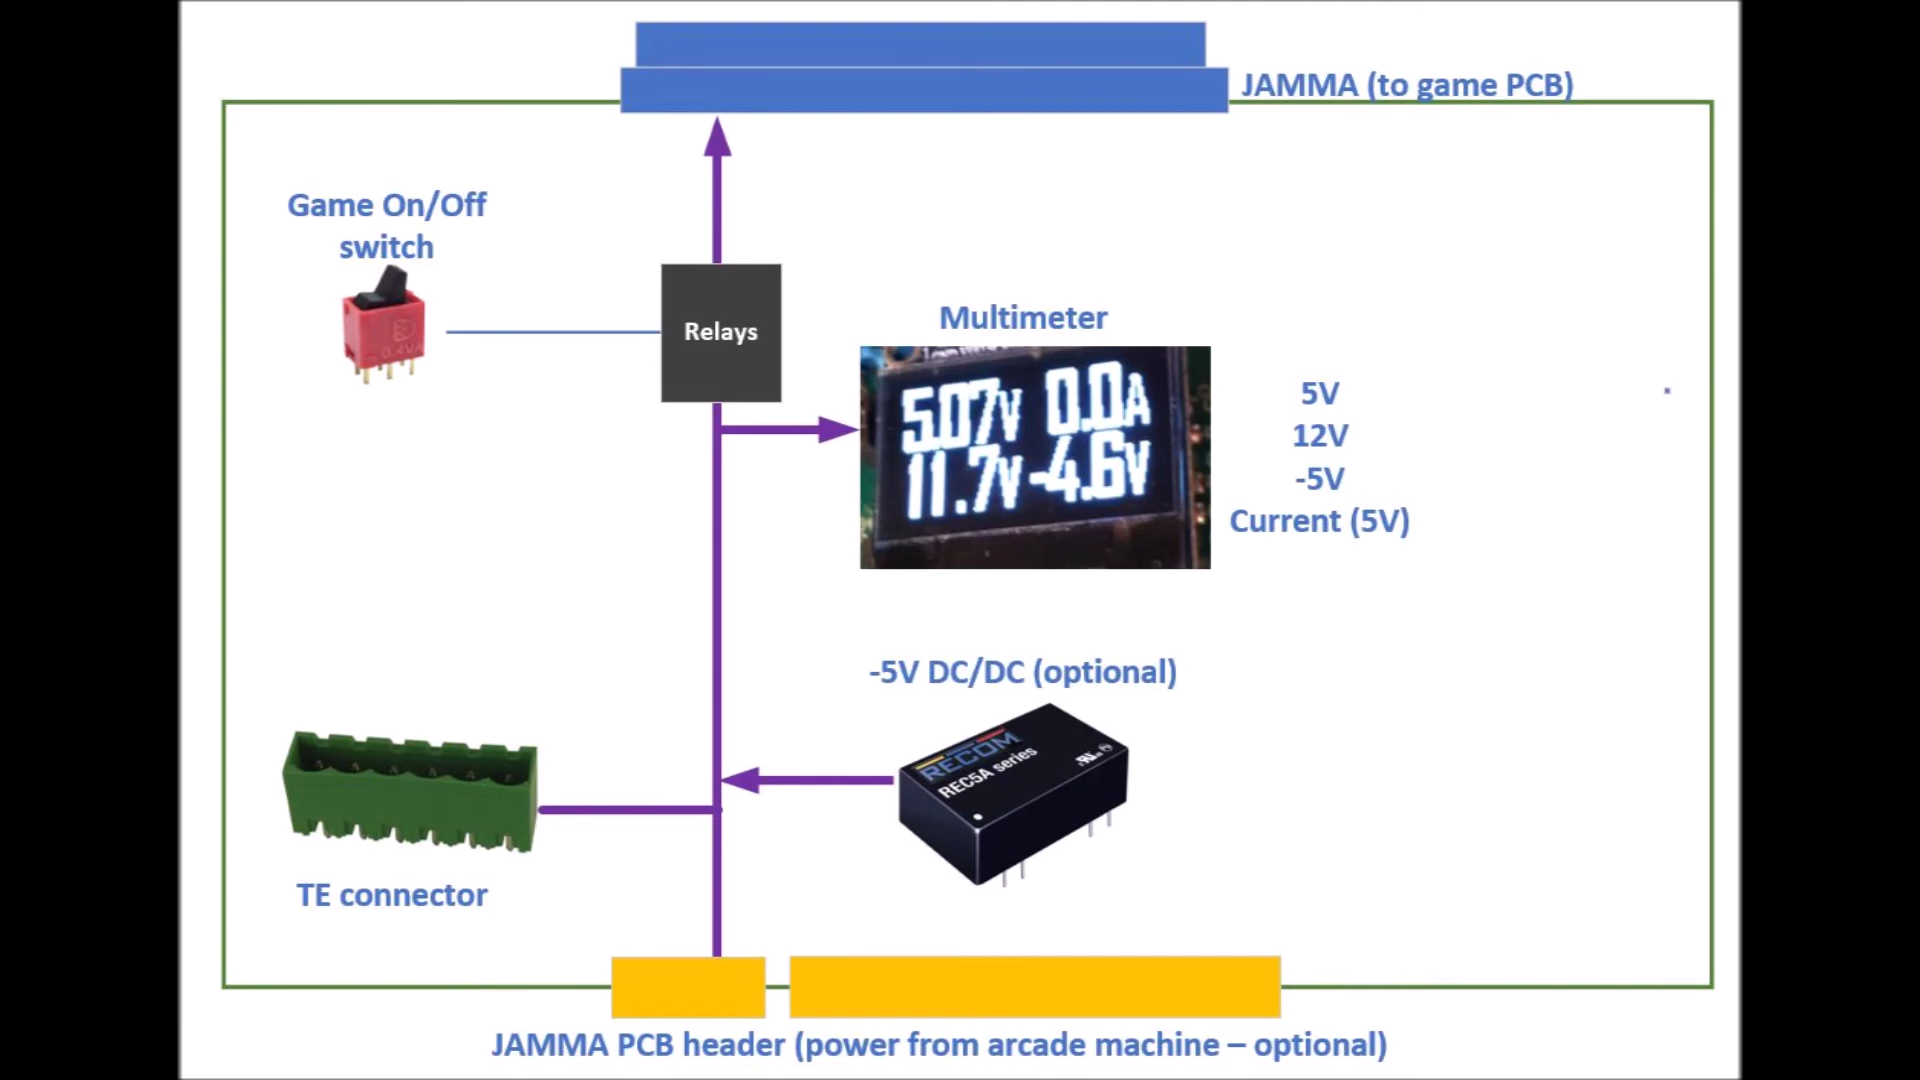 JAMMA (to game PCB)
Game On/Off
switch
Relays
Multimeter
5.07V 0.0A
11.7V -4.6V
5V
12V
-5V
Current (5V)
-5V DC/DC (optional)
RECOM
REC5A series
TE connector
JAMMA PCB header (power from arcade machine – optional)